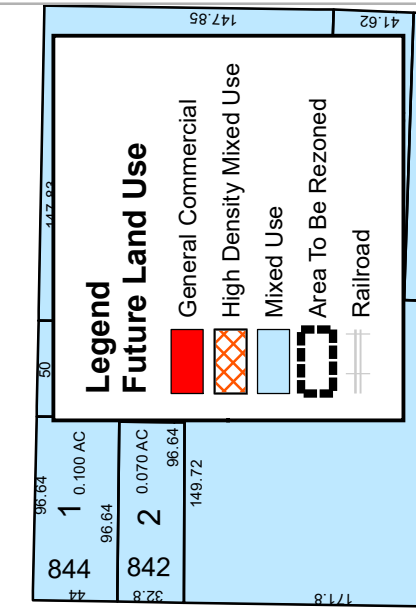 Legend
Future Land Use
General Commercial
High Density Mixed Use
Mixed Use
Area To Be Rezoned
Railroad
147.85
41.62
147.83
50
96.64
1 0.100 AC
96.64
844
44
2 0.070 AC
96.64
842
32.8
149.72
171.8